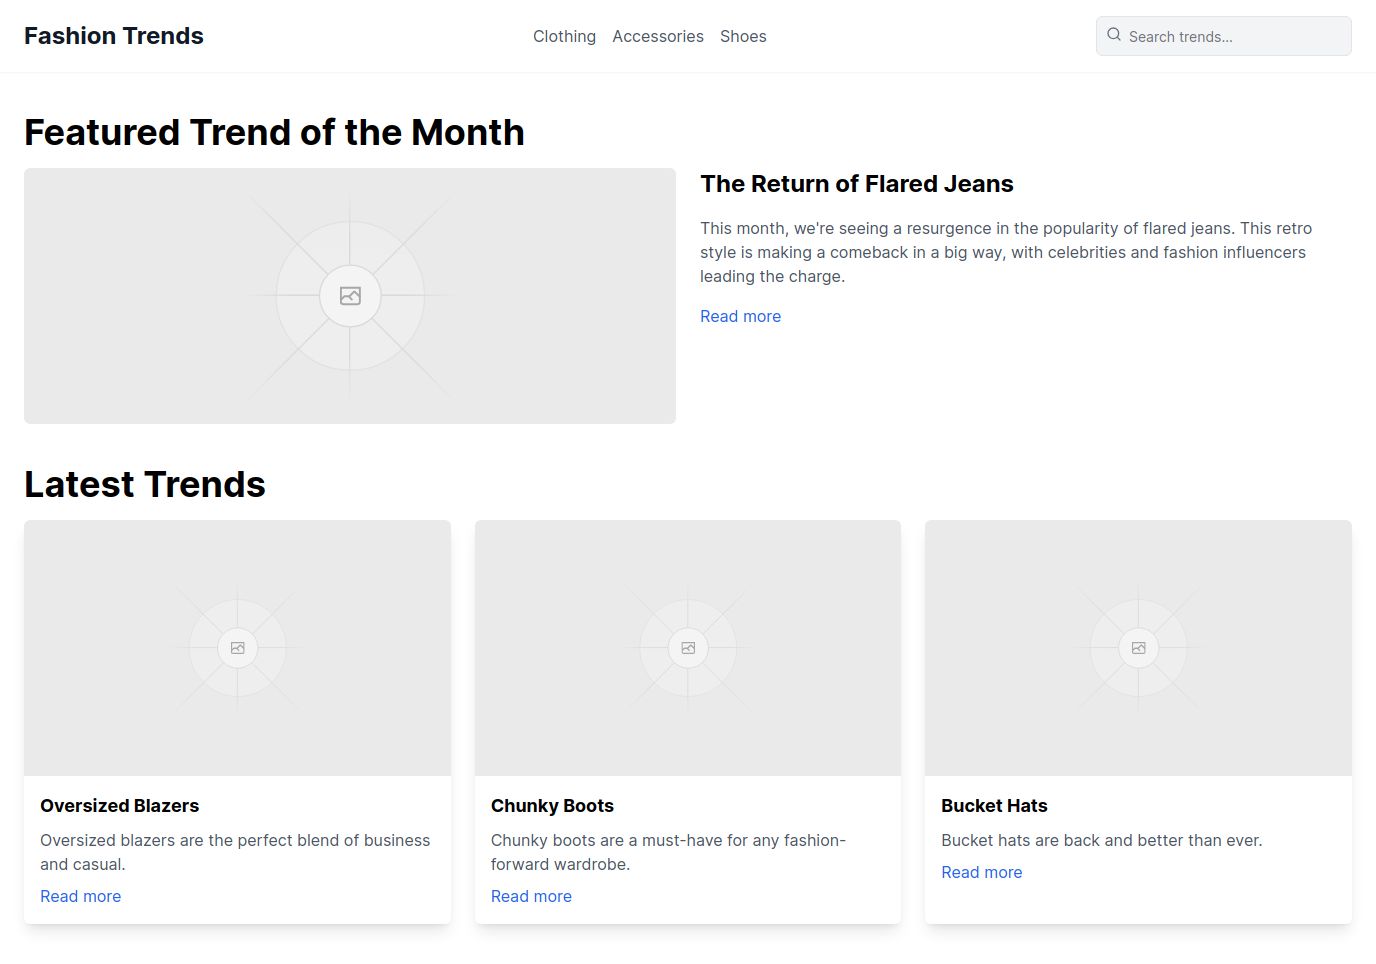 Fashion Trends
Clothing Accessories Shoes
Search trends...
Featured Trend of the Month
The Return of Flared Jeans
This month, we're seeing a resurgence in the popularity of flared jeans. This retro
style is making a comeback in a big way, with celebrities and fashion influencers
leading the charge.
Read more
Latest Trends
Oversized Blazers
Oversized blazers are the perfect blend of business
and casual.
Read more
Chunky Boots
Chunky boots are a must-have for any fashion-
forward wardrobe.
Read more
Bucket Hats
Bucket hats are back and better than ever.
Read more